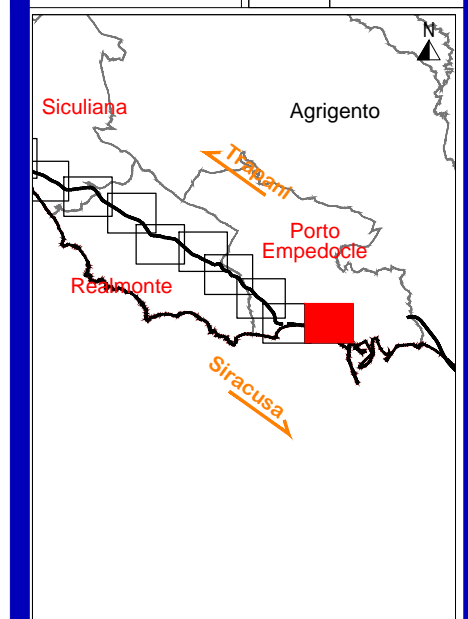 N
Siculiana
Agrigento
Trapani
Porto
Empedocle
Realmonte
Siracusa